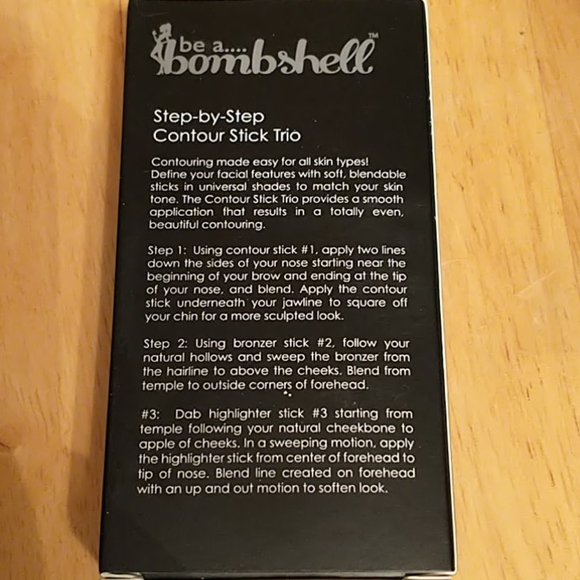 be a....
bombshell™
Step-by-Step
Contour Stick Trio
Contouring made easy for all skin types!
Define your facial features with soft, blendable
sticks in universal shades to match your skin
tone. The Contour Stick Trio provides a smooth
application that results in a totally even,
beautiful contouring.
Step 1: Using contour stick #1, apply two lines
down the sides of your nose starting near the
beginning of your brow and ending at the tip
of your nose, and blend. Apply the contour
stick underneath your jawline to square off
your chin for a more sculpted look.
Step 2: Using bronzer stick #2, follow your
natural hollows and sweep the bronzer from
the hairline to above the cheeks. Blend from
temple to outside corners of forehead.
#3: Dab highlighter stick #3 starting from
temple following your natural cheekbone to
apple of cheeks. In a sweeping motion, apply
the highlighter stick from center of forehead to
tip of nose. Blend line created on forehead
with an up and out motion to soften look.